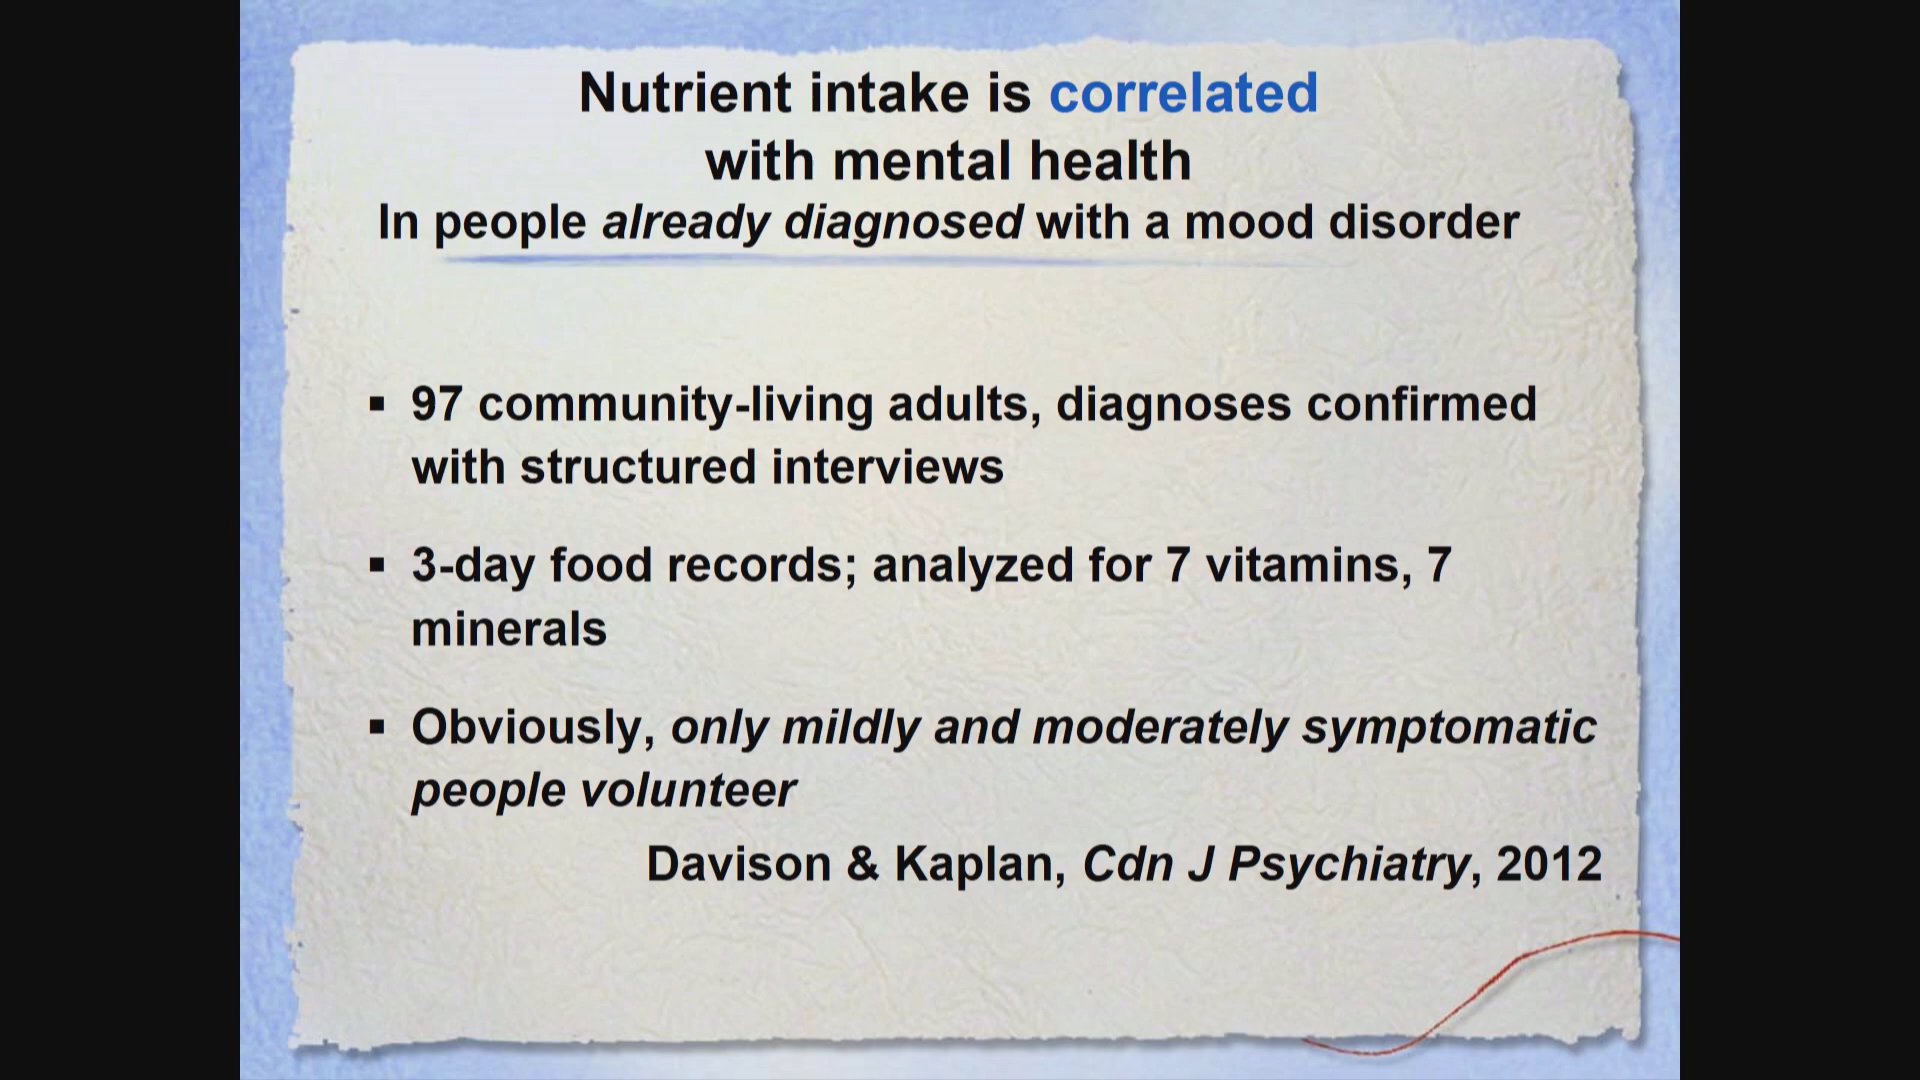 Nutrient intake is correlated
with mental health
In people already diagnosed with a mood disorder
▪ 97 community-living adults, diagnoses confirmed
with structured interviews
▪ 3-day food records; analyzed for 7 vitamins, 7
minerals
▪ Obviously, only mildly and moderately symptomatic
people volunteer
Davison & Kaplan, Cdn J Psychiatry, 2012